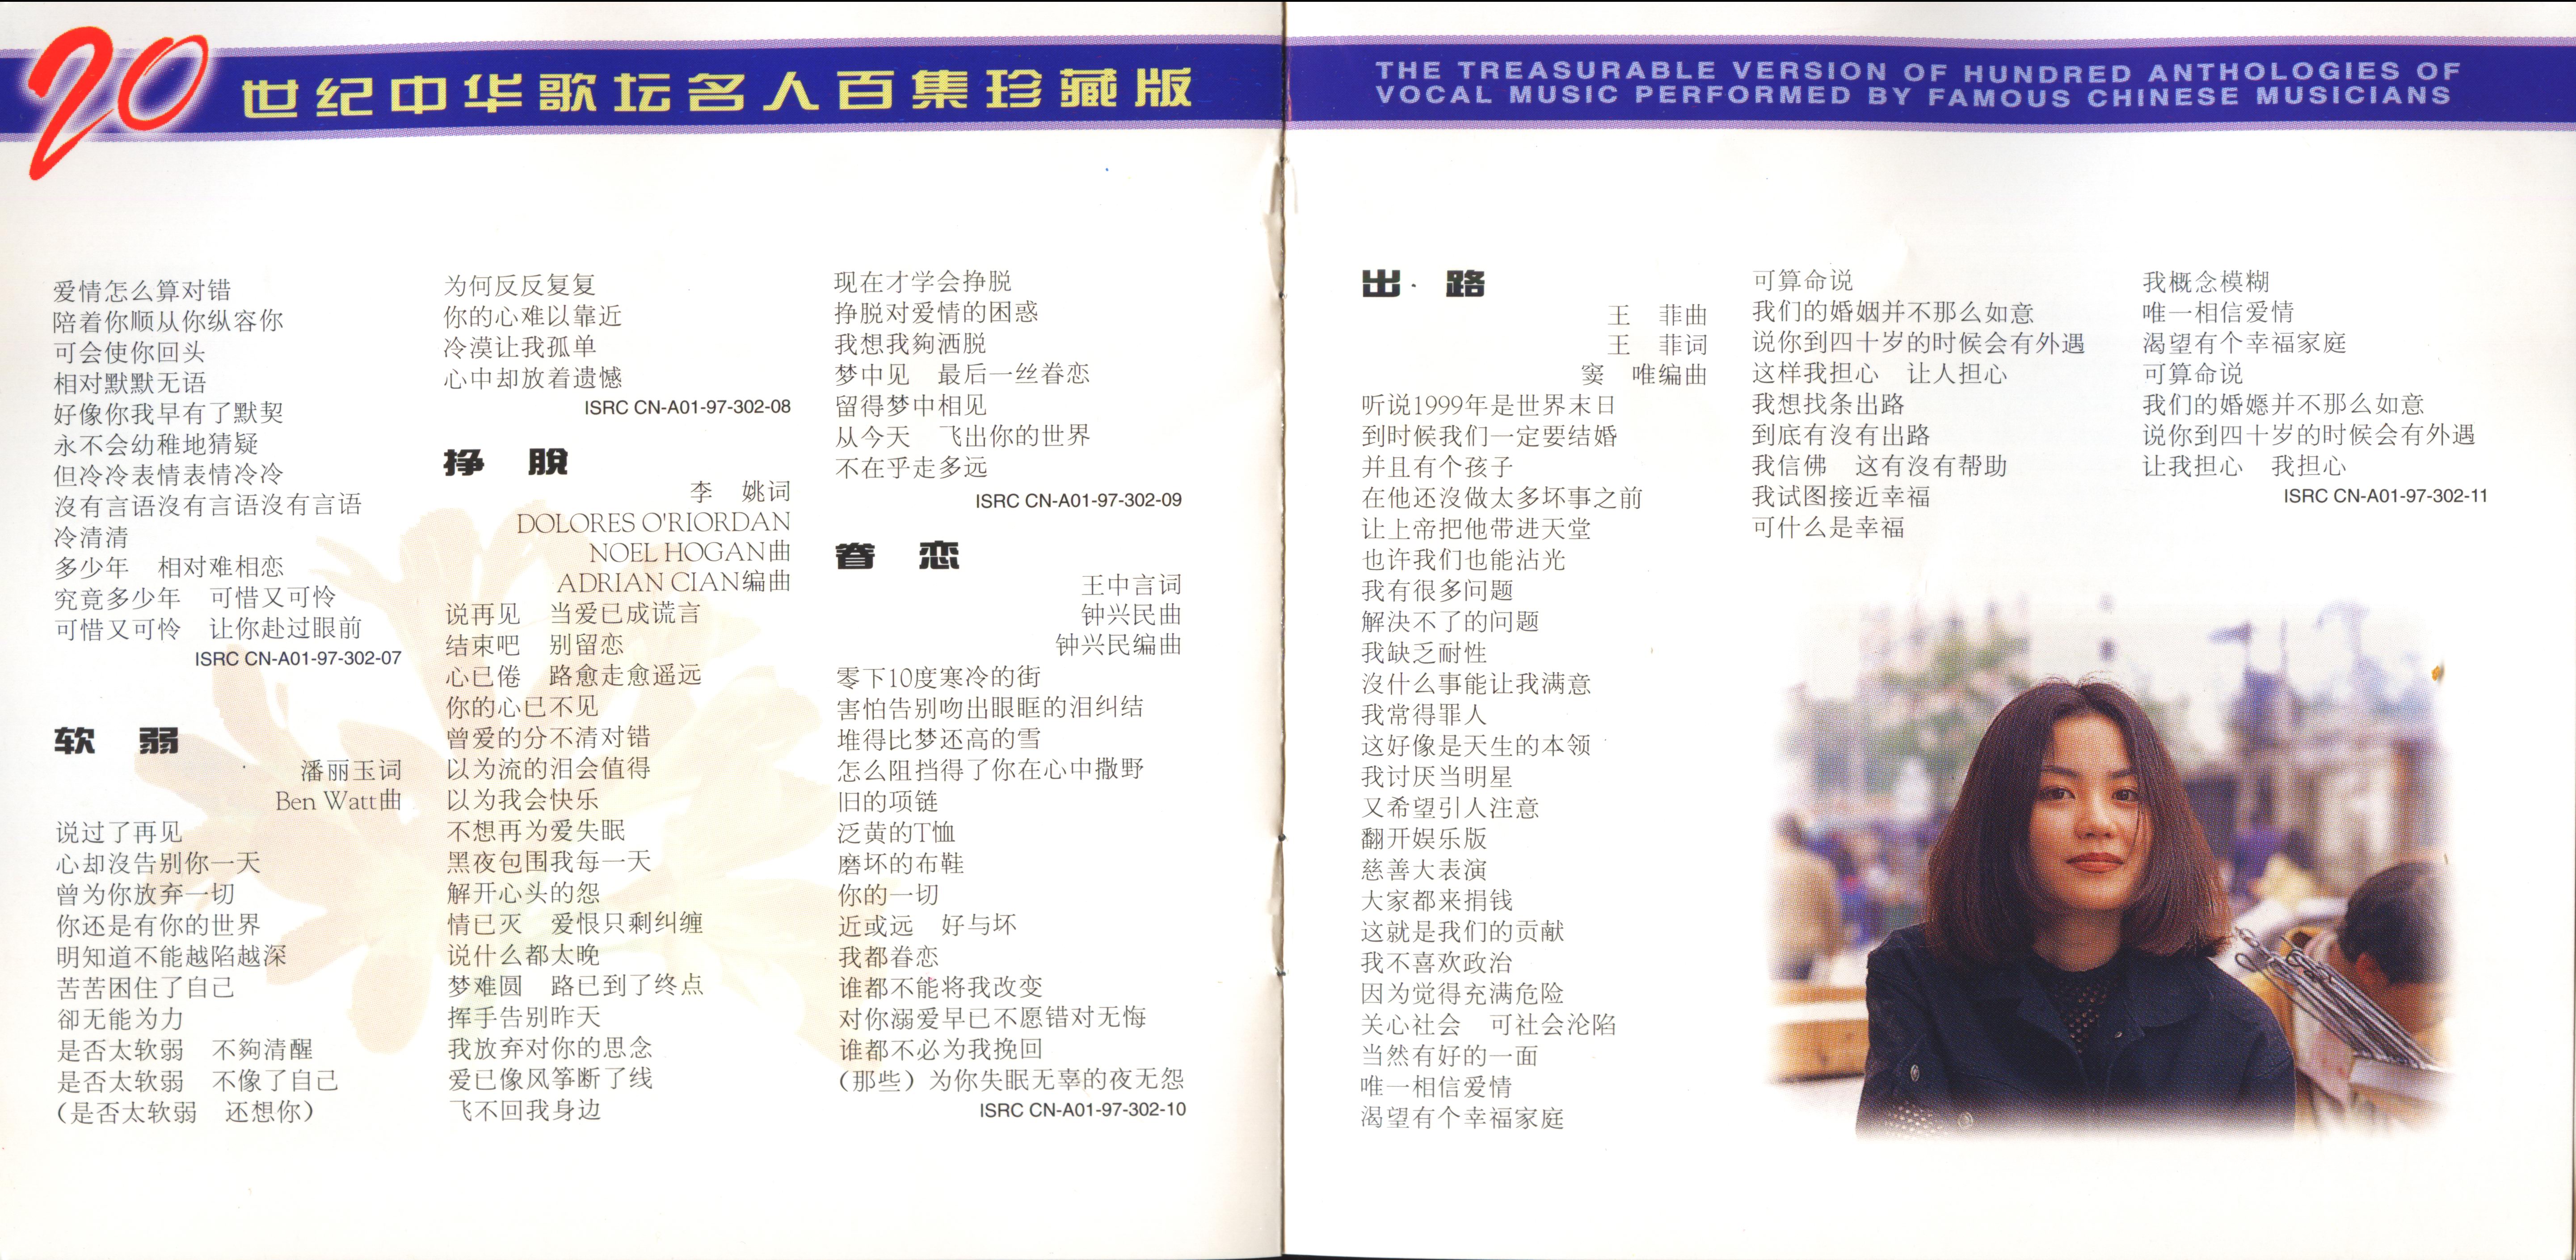 20
世纪中华歌坛名人百集珍藏版
THE TREASURABLE VERSION OF HUNDRED ANTHOLOGIES OF
VOCAL MUSIC PERFORMED BY FAMOUS CHINESE MUSICIANS
爱情怎么算对错
陪着你顺从你纵容你
可会使你回头
相对默默无语
好像你我早有了默契
永不会幼稚地猜疑
但冷冷表情表情冷冷
沒有言语沒有言语沒有言语
冷清清
多少年　相对难相恋
究竟多少年　可惜又可怜
可惜又可怜　让你赴过眼前
ISRC CN-A01-97-302-07
软　弱
潘丽玉词
Ben Watt曲
说过了再见
心却沒告别你一天
曾为你放弃一切
你还是有你的世界
明知道不能越陷越深
苦苦困住了自己
卻无能为力
是否太软弱　不夠清醒
是否太软弱　不像了自己
（是否太软弱　还想你）
为何反反复复
你的心难以靠近
冷漠让我孤单
心中却放着遗憾
ISRC CN-A01-97-302-08
挣　脱
李　姚词
DOLORES O'RIORDAN
NOEL HOGAN曲
ADRIAN CIAN编曲
说再见　当爱已成谎言
结束吧　别留恋
心已倦　路愈走愈遥远
你的心已不见
曾爱的分不清对错
以为流的泪会值得
以为我会快乐
不想再为爱失眠
黑夜包围我每一天
解开心头的怨
情已灭　爱恨只剩纠缠
说什么都太晚
梦难圆　路已到了终点
挥手告别昨天
我放弃对你的思念
爱已像风筝断了线
飞不回我身边
现在才学会挣脱
挣脱对爱情的困惑
我想我夠洒脱
梦中见　最后一丝眷恋
留得梦中相见
从今天　飞出你的世界
不在乎走多远
ISRC CN-A01-97-302-09
眷　恋
王中言词
钟兴民曲
钟兴民编曲
零下10度寒冷的街
害怕告别吻出眼眶的泪纠结
堆得比梦还高的雪
怎么阻挡得了你在心中撒野
旧的项链
泛黄的T恤
磨坏的布鞋
你的一切
近或远　好与坏
我都眷恋
谁都不能将我改变
对你溺爱早已不愿错对无悔
谁都不必为我挽回
（那些）为你失眠无辜的夜无怨
ISRC CN-A01-97-302-10
出·路
王　菲曲
王　菲词
窦　唯编曲
听说1999年是世界末日
到时候我们一定要结婚
并且有个孩子
在他还沒做太多坏事之前
让上帝把他带进天堂
也许我们也能沾光
我有很多问题
解決不了的问题
我缺乏耐性
沒什么事能让我满意
我常得罪人
这好像是天生的本领
我讨厌当明星
又希望引人注意
翻开娱乐版
慈善大表演
大家都来捐钱
这就是我们的贡献
我不喜欢政治
因为觉得充满危险
关心社会　可社会沦陷
当然有好的一面
唯一相信爱情
渴望有个幸福家庭
可算命说
我们的婚姻并不那么如意
说你到四十岁的时候会有外遇
这样我担心　让人担心
我想找条出路
到底有沒有出路
我信佛　这有沒有帮助
我试图接近幸福
可什么是幸福
我概念模糊
唯一相信爱情
渴望有个幸福家庭
可算命说
我们的婚並并不那么如意
说你到四十岁的时候会有外遇
让我担心　我担心
ISRC CN-A01-97-302-11